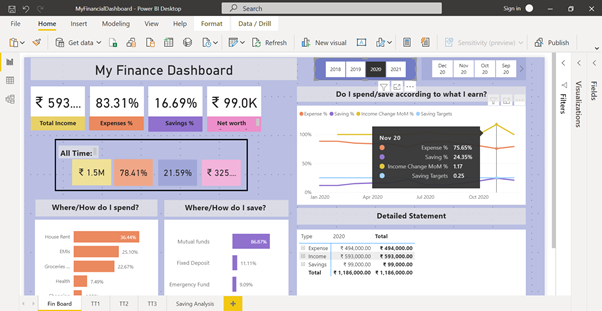 MyFinancialDashboard - Power BI Desktop
Search
Sign in
File Home Insert Modeling View Help Format Data / Drill
Get data
Refresh
New visual
Sensitivity (preview)
Publish
My Finance Dashboard
2018 2019 2020 2021
Dec 20 Nov 20 Oct 20 Sep 20
₹ 593.... 83.31% 16.69% ₹ 99.0K
Total Income Expenses % Savings % Net worth
All Time:
₹ 1.5M 78.41% 21.59% ₹ 325...
Do I spend/save according to what I earn?
Expense % Saving % Income Change MoM % Saving Targets
100%
50%
0%
Jan 2020 Apr 2020 Oct 2020
Nov 20
Expense % 75.65%
Saving % 24.35%
Income Change MoM % 1.17
Saving Targets 0.25
Where/How do I spend?
House Rent 36.44%
EMIs 25.10%
Groceries ... 22.67%
Health 7.49%
Where/How do I save?
Mutual funds 86.87%
Fixed Deposit 11.11%
Emergency Fund 9.09%
Detailed Statement
Type 2020 Total
Expense ₹ 494,000.00 ₹ 494,000.00
Income ₹ 593,000.00 ₹ 593,000.00
Savings ₹ 99,000.00 ₹ 99,000.00
Total ₹ 1,186,000.00 ₹ 1,186,000.00
Filters
Visualizations
Fields
Fin Board TT1 TT2 TT3 Saving Analysis